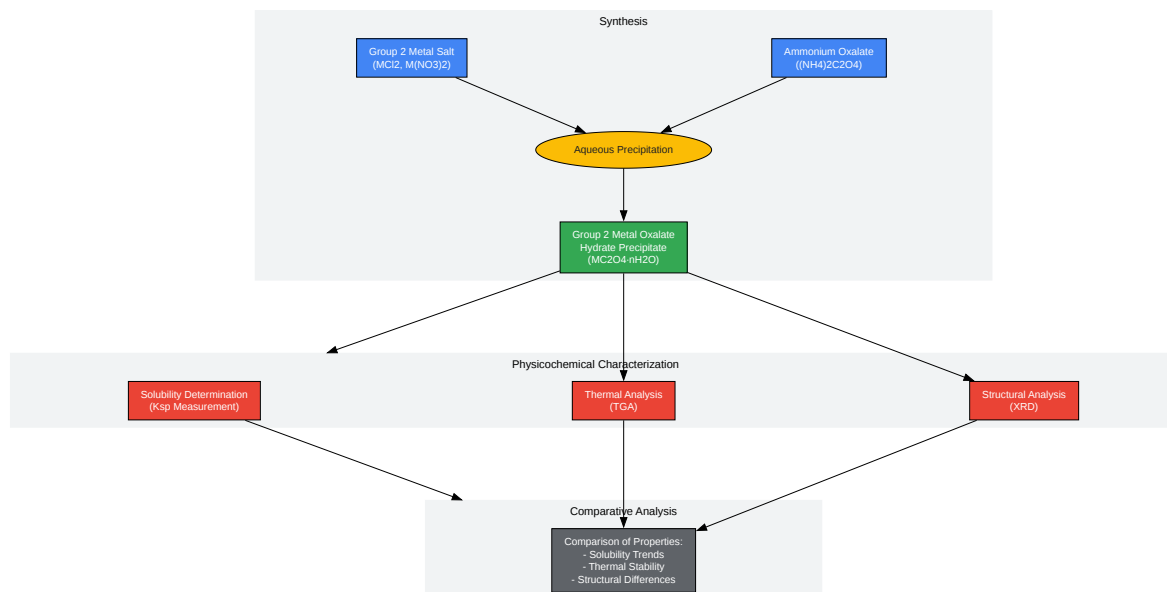 Synthesis
Group 2 Metal Salt
(MCl2, M(NO3)2)
Ammonium Oxalate
((NH4)2C2O4)
Aqueous Precipitation
Group 2 Metal Oxalate
Hydrate Precipitate
(MC2O4·nH2O)
Physicochemical Characterization
Solubility Determination
(Ksp Measurement)
Thermal Analysis
(TGA)
Structural Analysis
(XRD)
Comparative Analysis
Comparison of Properties:
- Solubility Trends
- Thermal Stability
- Structural Differences